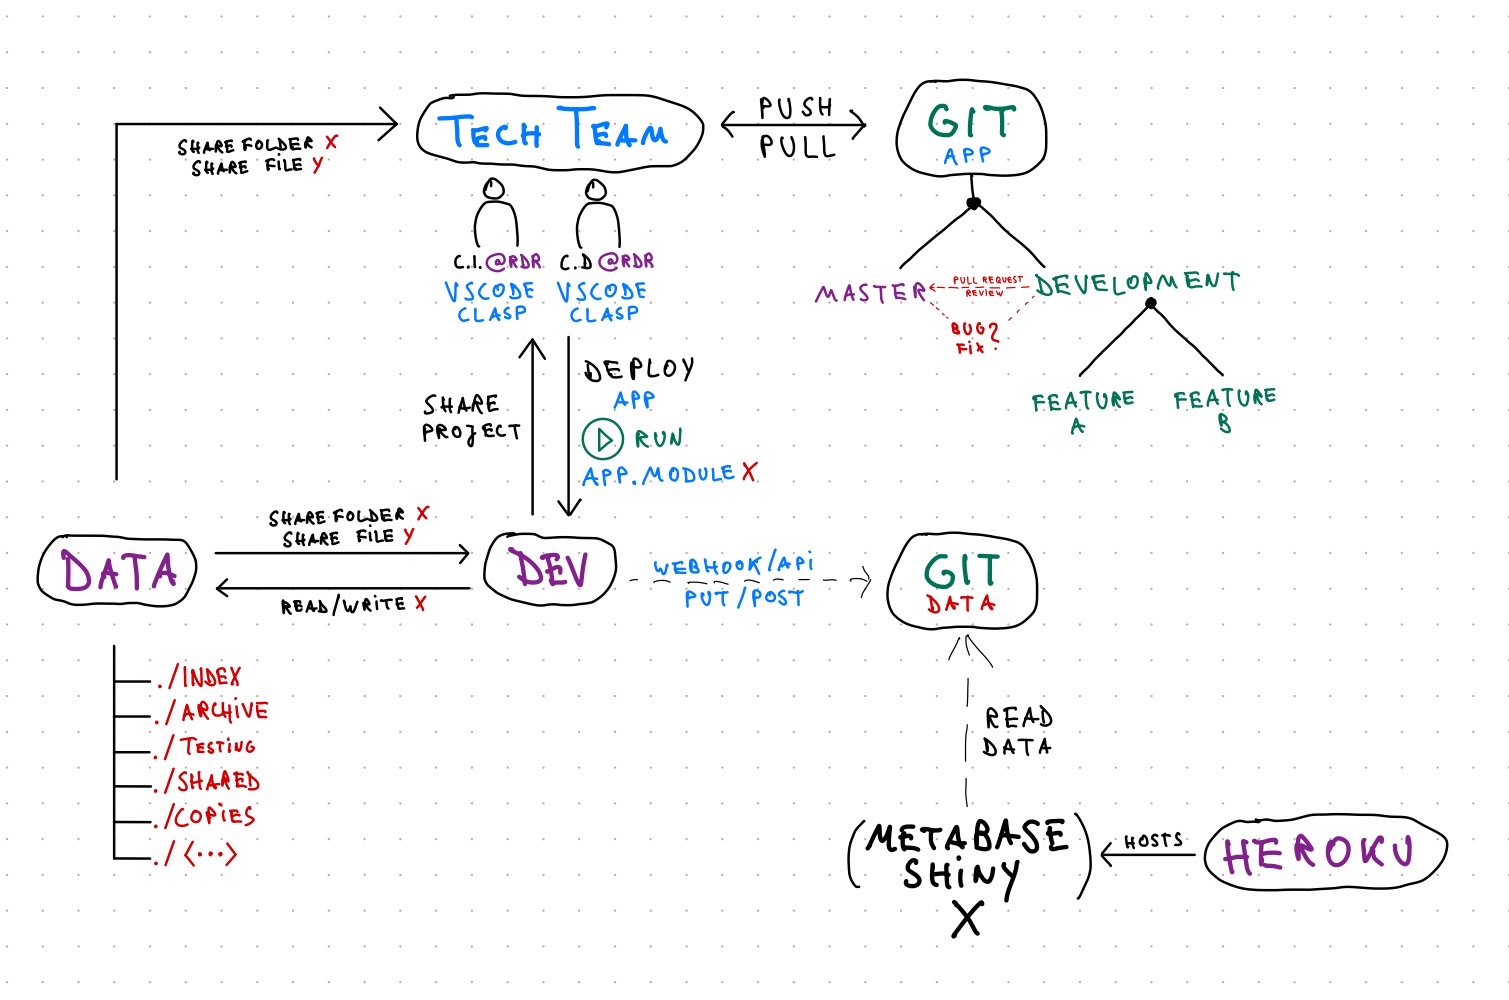 TECH TEAM
PUSH
PULL
GIT
APP
SHARE FOLDER X
SHARE FILE Y
C.I. @RDR
VSCODE
CLASP
C.D @RDR
VSCODE
CLASP
MASTER
PULL REQUEST
REVIEW
DEVELOPMENT
BUG?
FIX?
FEATURE
A
FEATURE
B
SHARE
PROJECT
DEPLOY
APP
RUN
APP.MODULE X
DATA
SHARE FOLDER X
SHARE FILE Y
READ/WRITE X
DEV
WEBHOOK/API
PUT/POST
GIT
DATA
./INDEX
./ARCHIVE
./TESTING
./SHARED
./COPIES
./<...>
READ
DATA
(METABASE
SHINY)
X
HOSTS
HEROKU